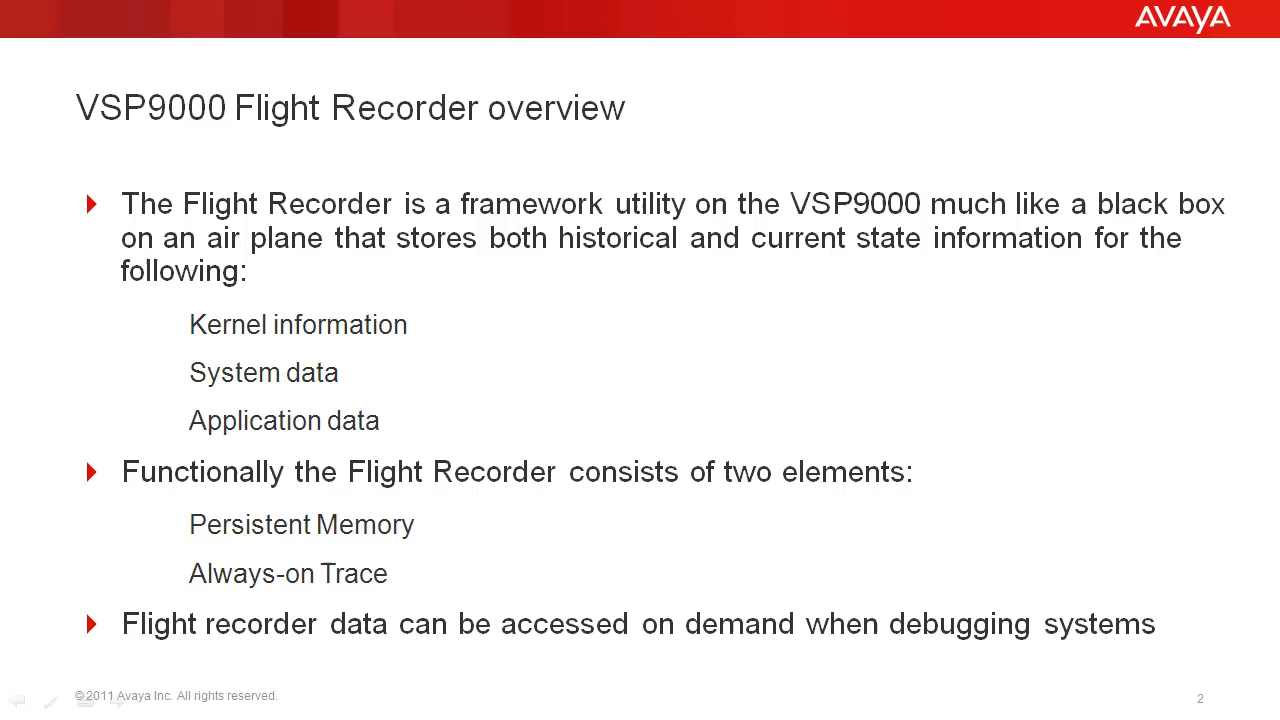 AVAYA
VSP9000 Flight Recorder overview
The Flight Recorder is a framework utility on the VSP9000 much like a black box
on an air plane that stores both historical and current state information for the
following:
Kernel information
System data
Application data
Functionally the Flight Recorder consists of two elements:
Persistent Memory
Always-on Trace
Flight recorder data can be accessed on demand when debugging systems
©2011 Avaya Inc. All rights reserved.
2